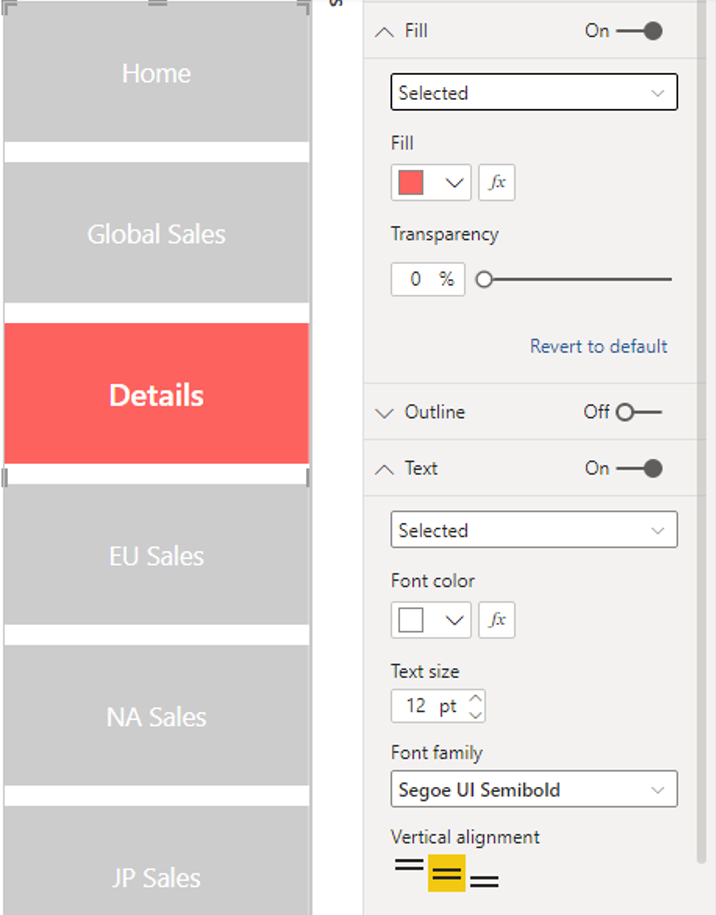 Home
Global Sales
Details
EU Sales
NA Sales
JP Sales
Fill
On
Selected
Fill
fx
Transparency
0 %
Revert to default
Outline
Off
Text
On
Selected
Font color
fx
Text size
12 pt
Font family
Segoe UI Semibold
Vertical alignment